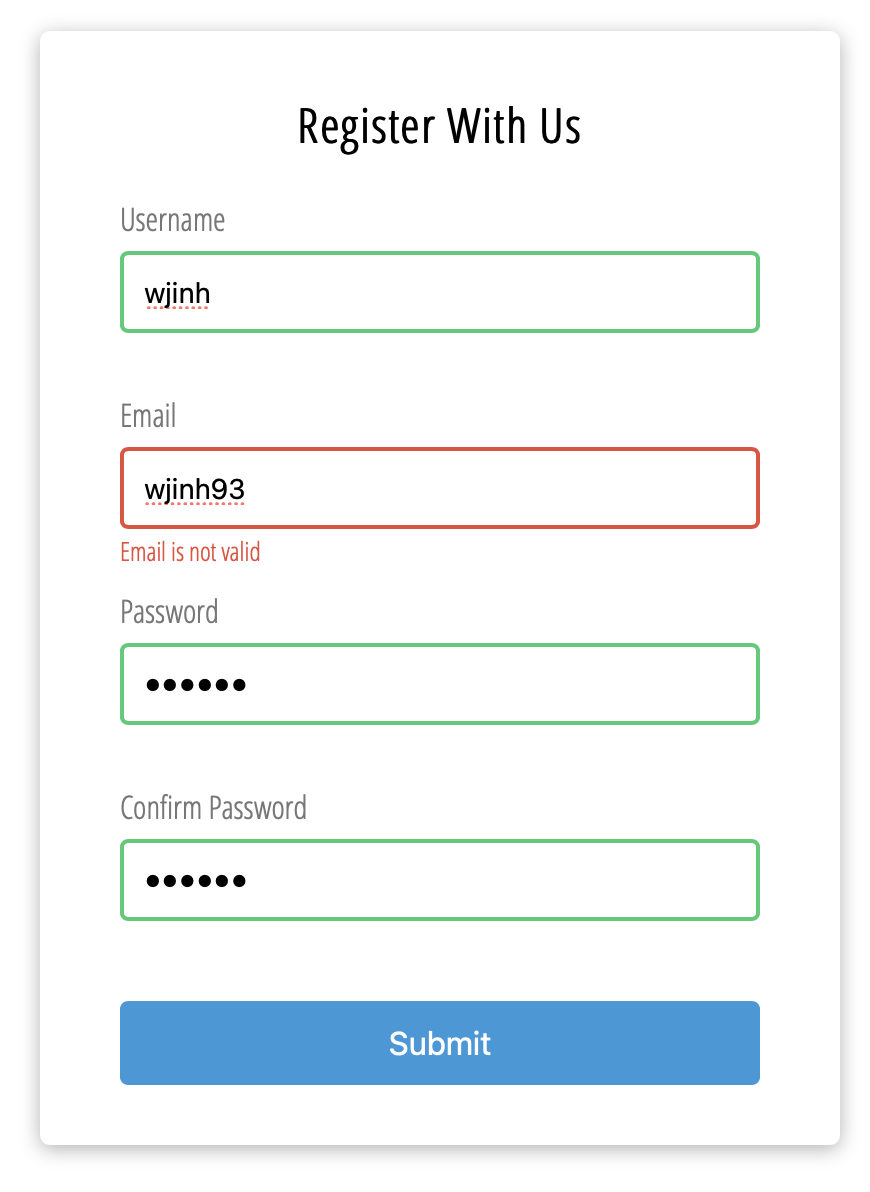 Register With Us
Username
wjinh
Email
wjinh93
Email is not valid
Password
••••••
Confirm Password
••••••
Submit